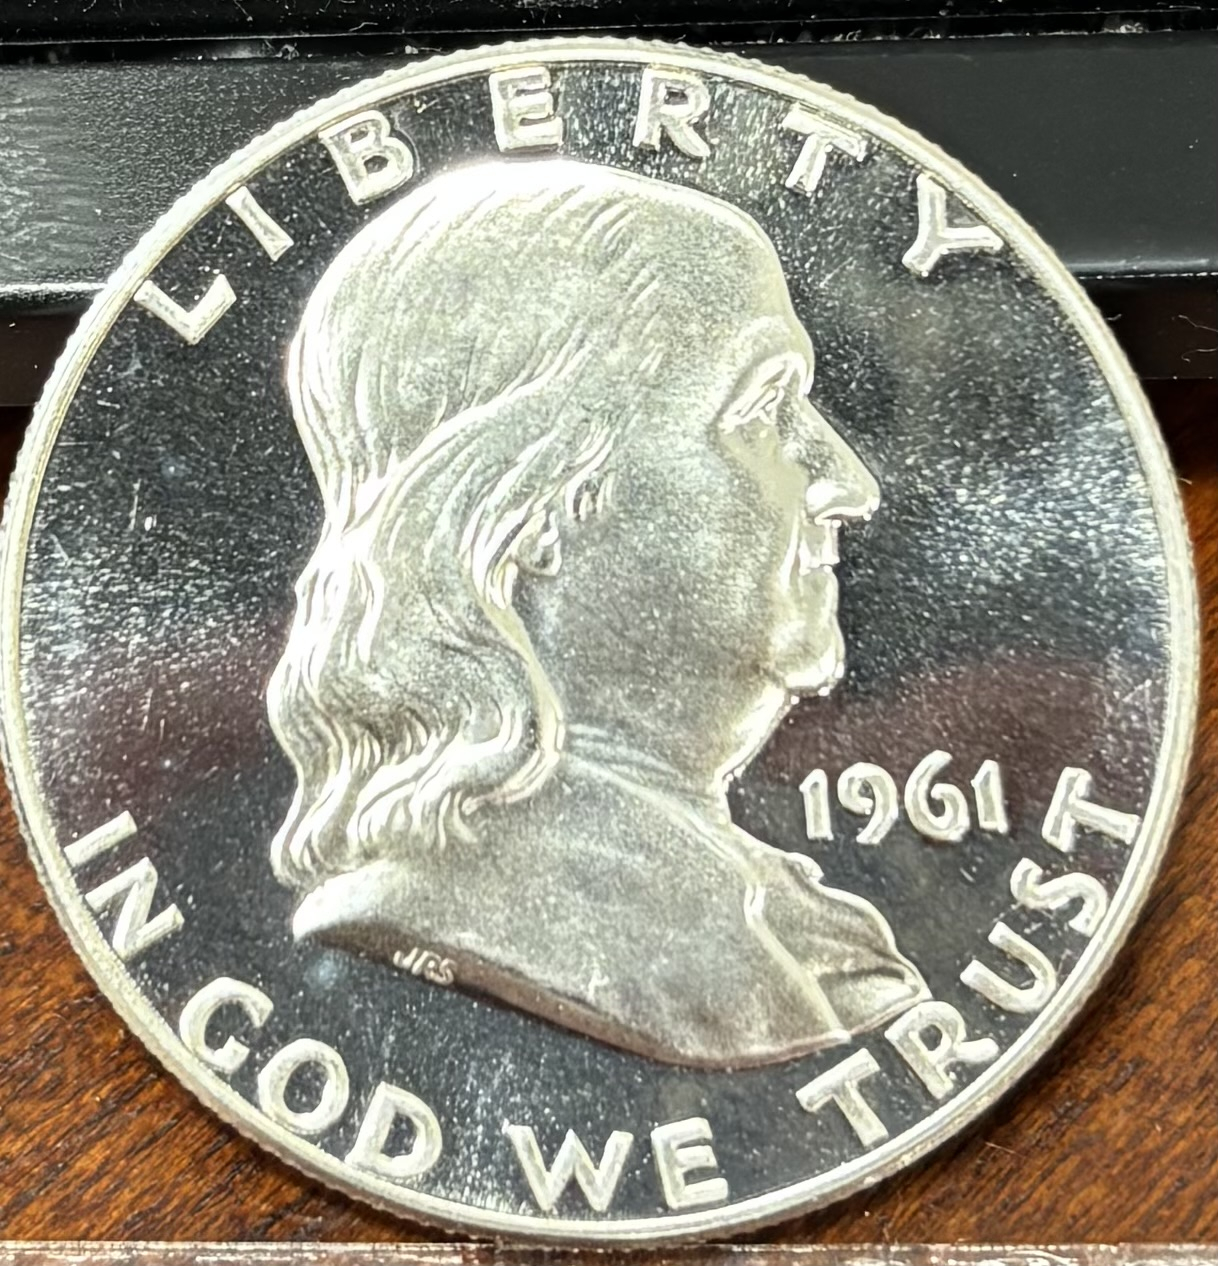 LIBERTY
1961
JRS
IN GOD WE TRUST